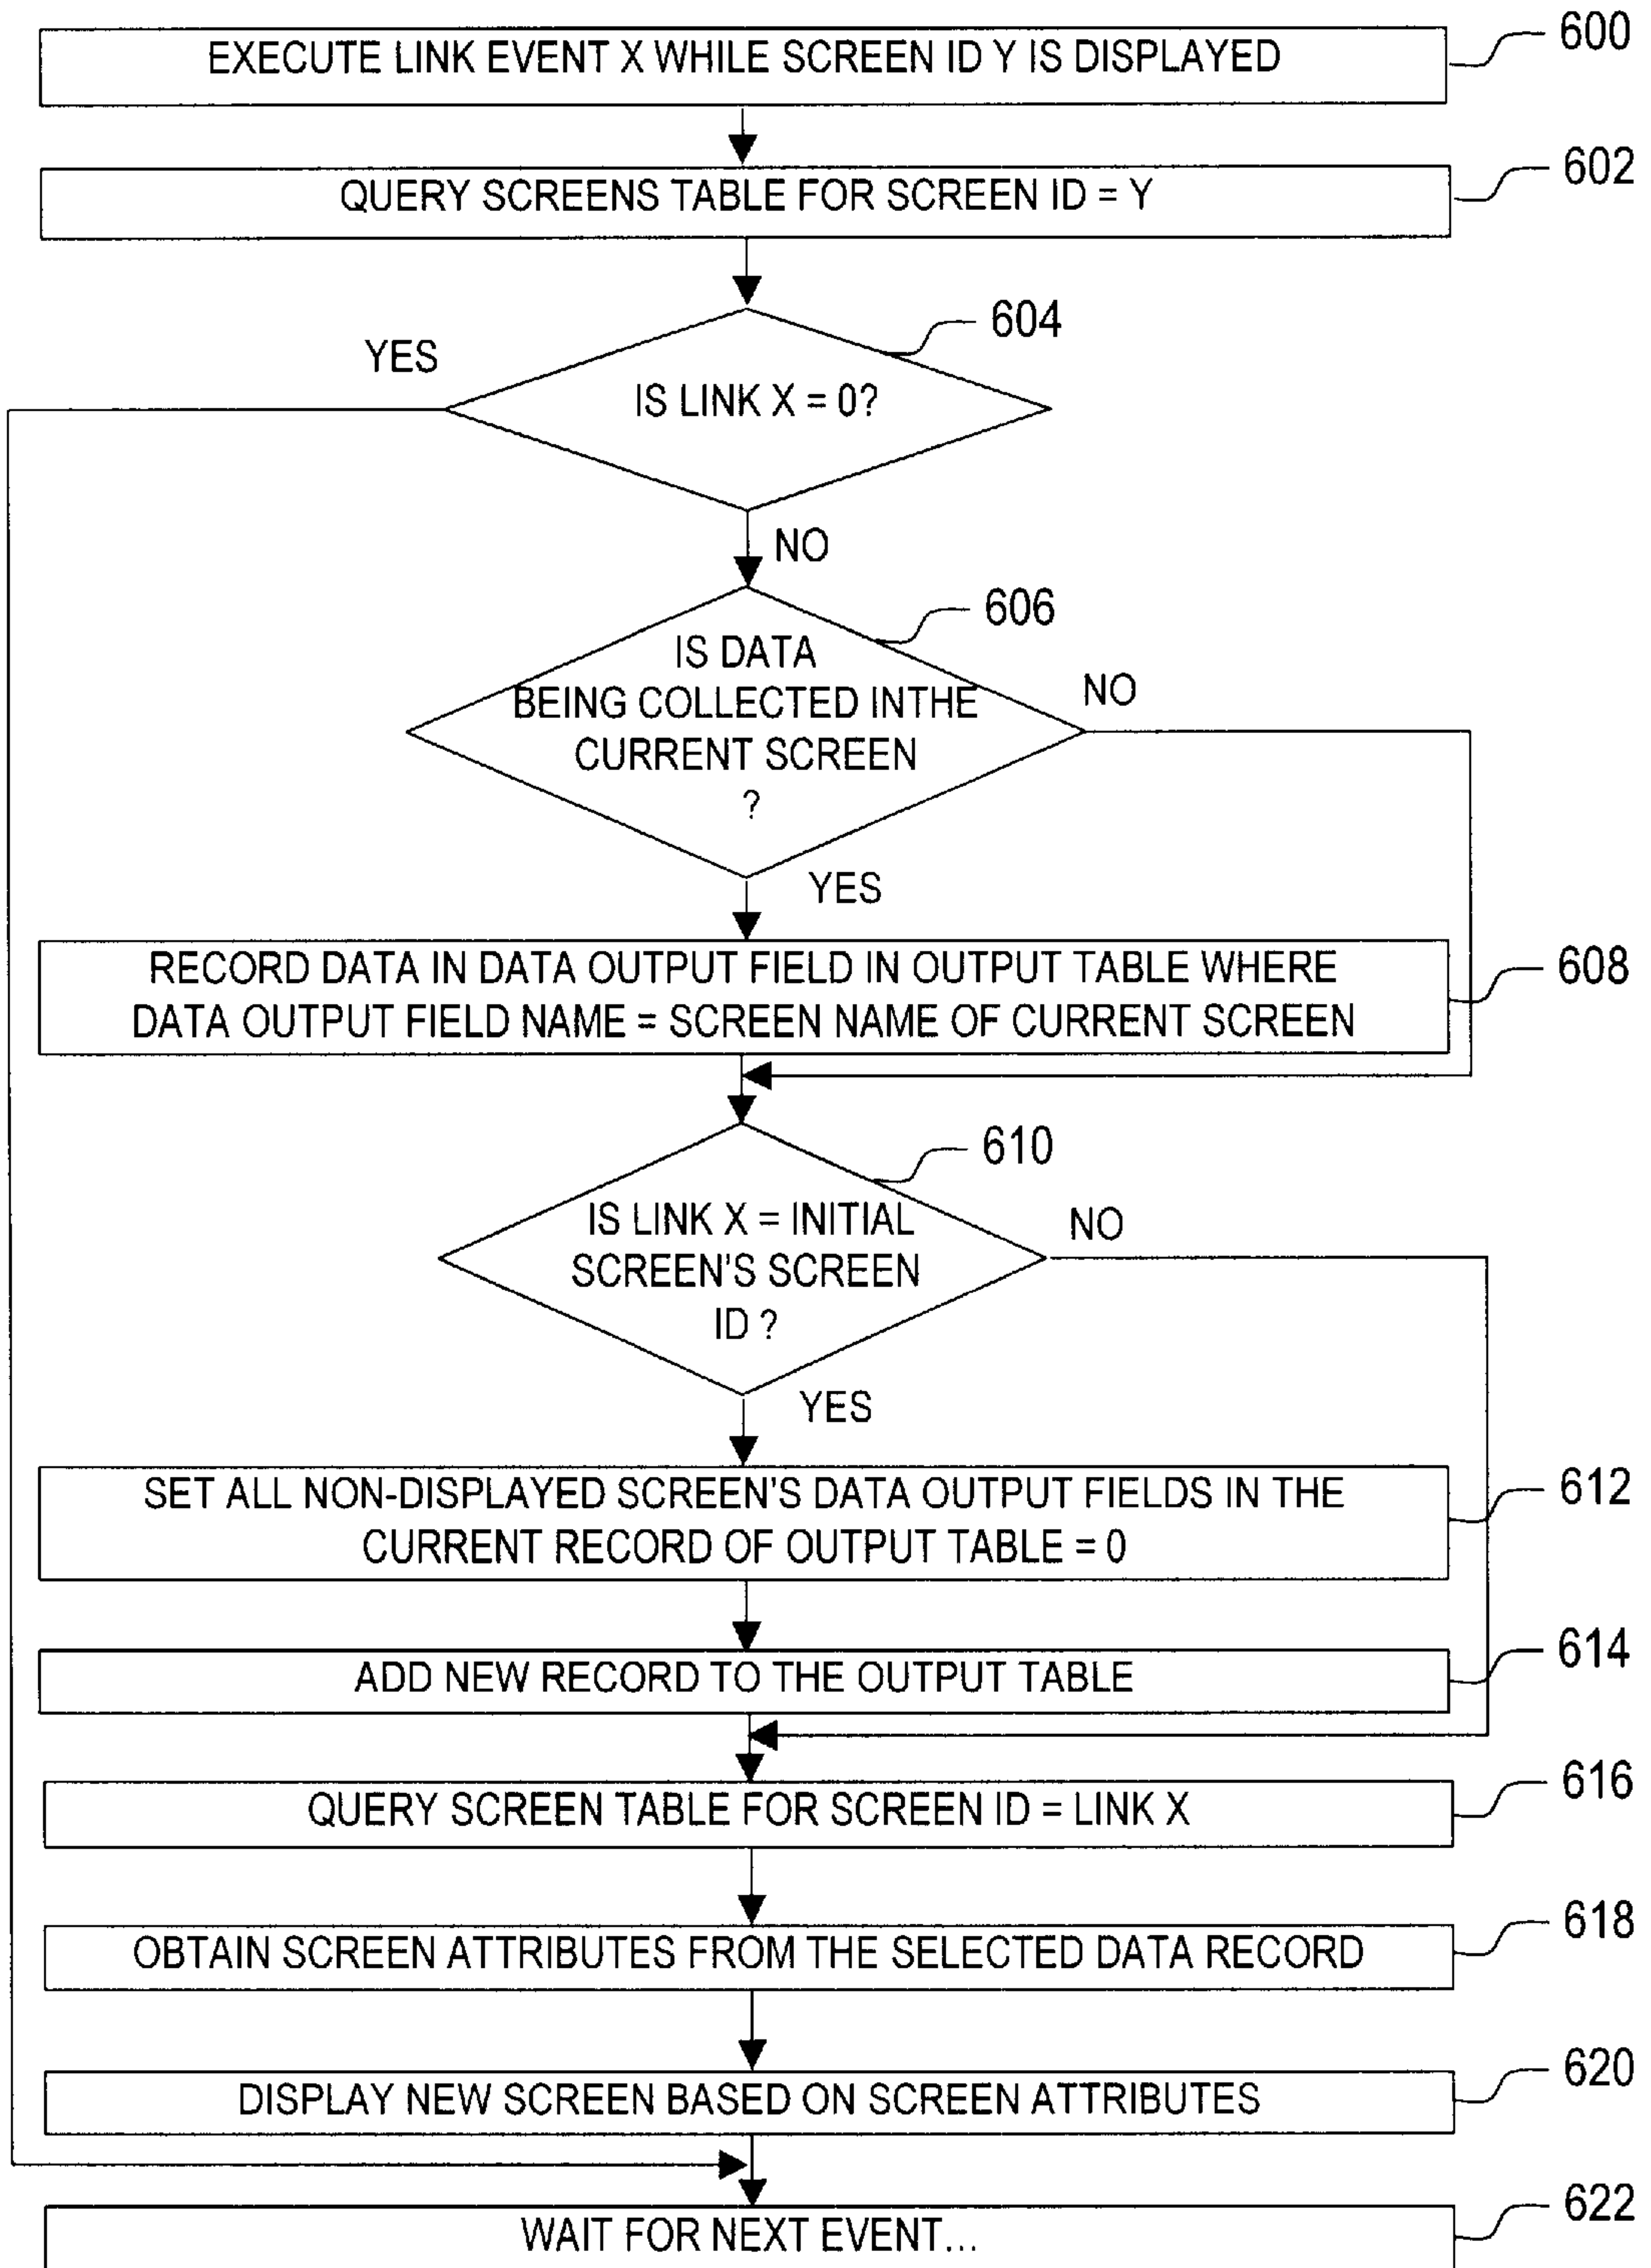 EXECUTE LINK EVENT X WHILE SCREEN ID Y IS DISPLAYED
600
QUERY SCREENS TABLE FOR SCREEN ID = Y
602
604
YES
IS LINK X = 0?
NO
606
IS DATA
BEING COLLECTED INTHE
CURRENT SCREEN
?
NO
YES
RECORD DATA IN DATA OUTPUT FIELD IN OUTPUT TABLE WHERE
DATA OUTPUT FIELD NAME = SCREEN NAME OF CURRENT SCREEN
608
610
IS LINK X = INITIAL
SCREEN'S SCREEN
ID ?
NO
YES
SET ALL NON-DISPLAYED SCREEN'S DATA OUTPUT FIELDS IN THE
CURRENT RECORD OF OUTPUT TABLE = 0
612
ADD NEW RECORD TO THE OUTPUT TABLE
614
QUERY SCREEN TABLE FOR SCREEN ID = LINK X
616
OBTAIN SCREEN ATTRIBUTES FROM THE SELECTED DATA RECORD
618
DISPLAY NEW SCREEN BASED ON SCREEN ATTRIBUTES
620
WAIT FOR NEXT EVENT...
622